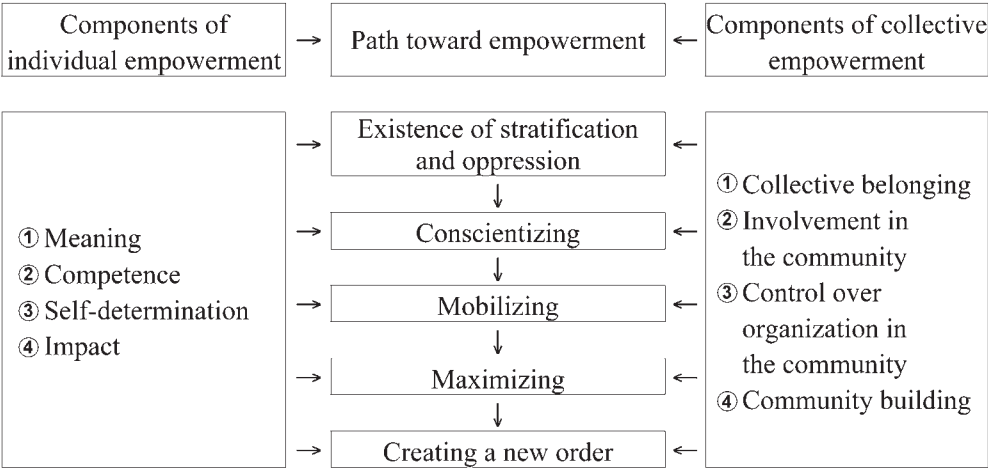 Components of
individual empowerment
Path toward empowerment
Components of collective
empowerment
① Meaning
② Competence
③ Self-determination
④ Impact
Existence of stratification
and oppression
Conscientizing
Mobilizing
Maximizing
Creating a new order
① Collective belonging
② Involvement in
the community
③ Control over
organization in
the community
④ Community building